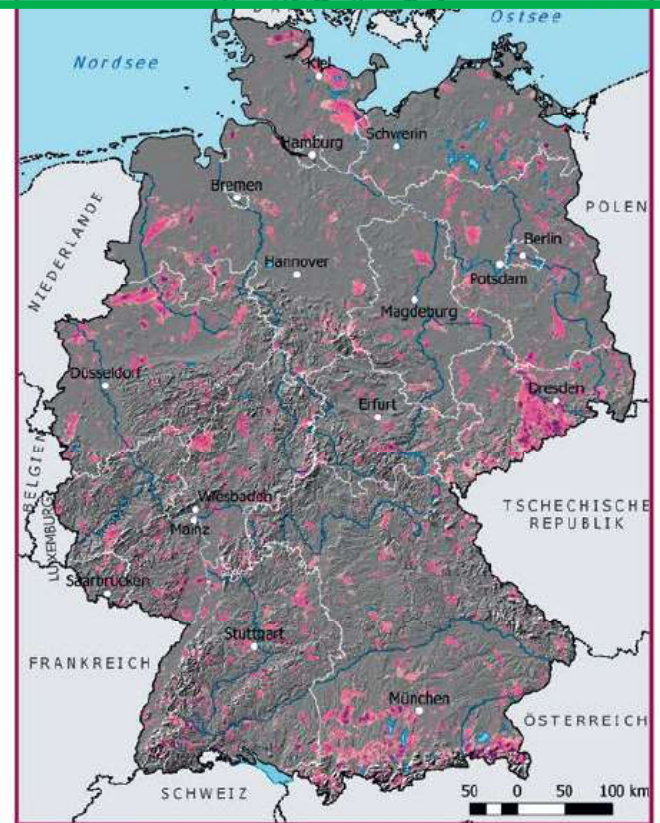 Ostsee
Nordsee
Kiel
Schwerin
Hamburg
Bremen
POLEN
NIEDERLANDE
Berlin
Hannover
Potsdam
Magdeburg
Düsseldorf
Dresden
Erfurt
BELGIEN
Wiesbaden
TSCHECHISCHE
REPUBLIK
LUXEMBURG
Mainz
Saarbrücken
Stuttgart
FRANKREICH
München
ÖSTERREICH
SCHWEIZ
50 0 50 100 km